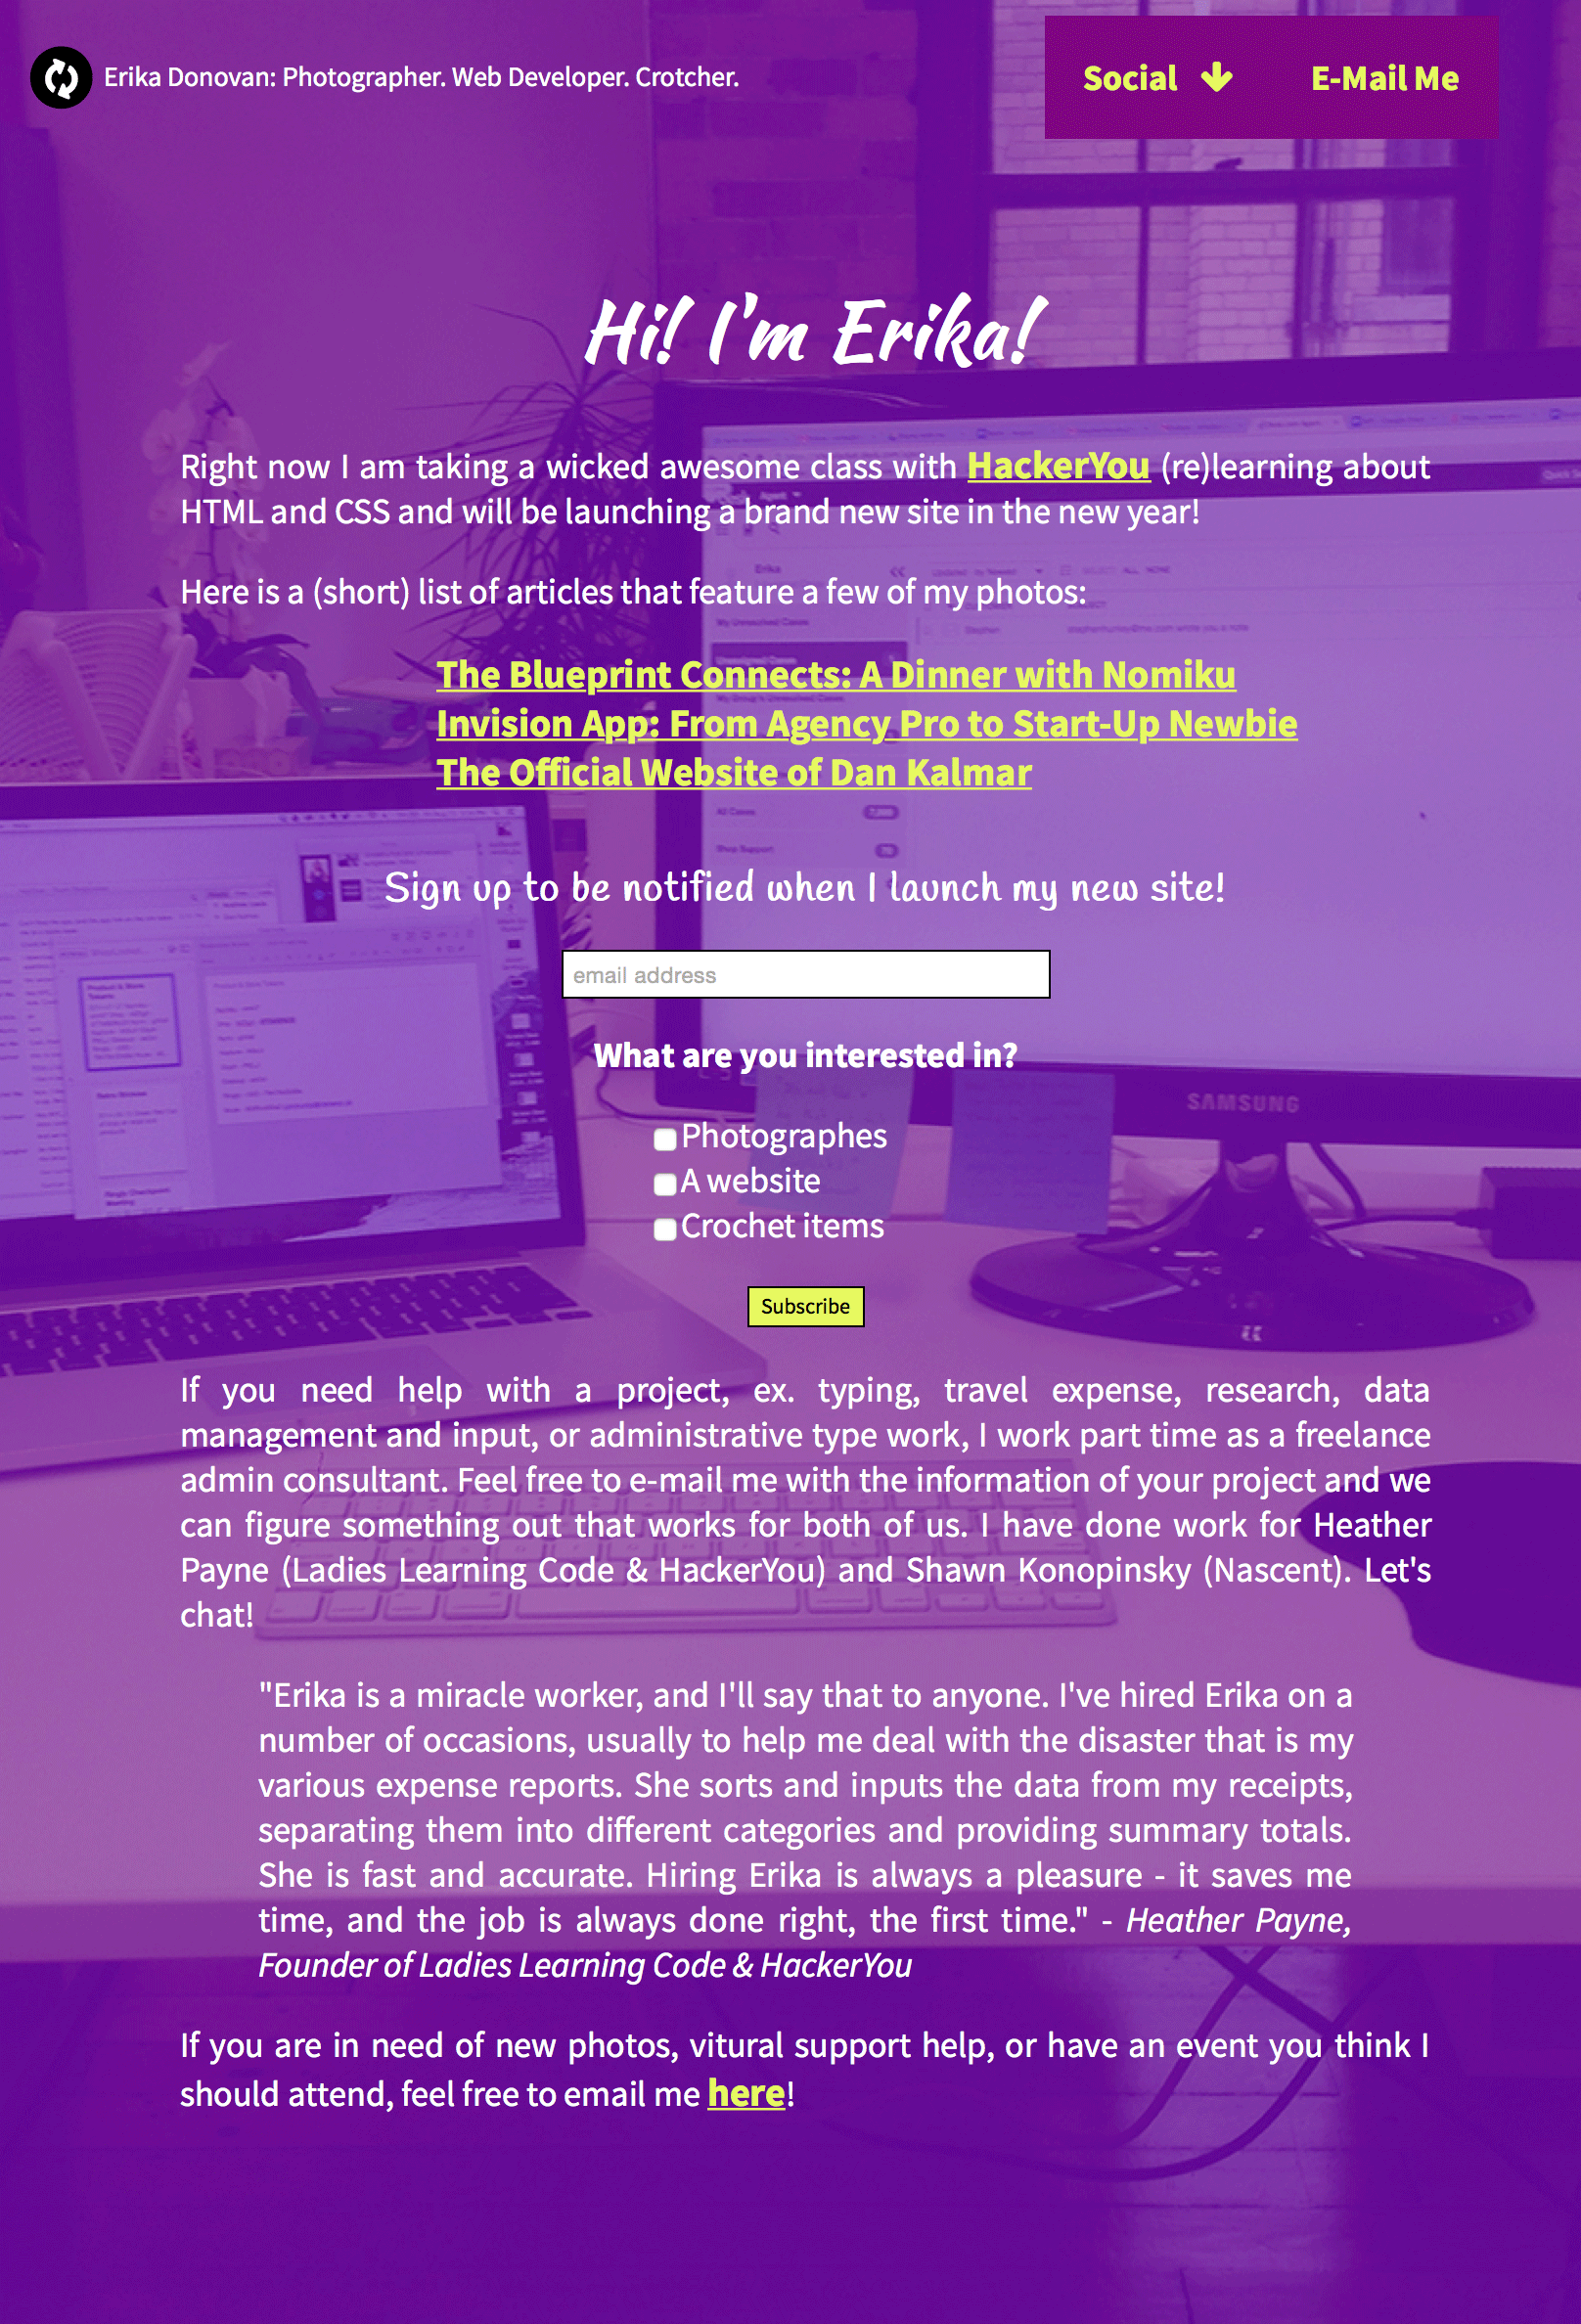 Erika Donovan: Photographer. Web Developer. Crotcher.
Social
E-Mail Me
Hi! I'm Erika!
Right now I am taking a wicked awesome class with HackerYou (re)learning about
HTML and CSS and will be launching a brand new site in the new year!
Here is a (short) list of articles that feature a few of my photos:
The Blueprint Connects: A Dinner with Nomiku
Invision App: From Agency Pro to Start-Up Newbie
The Official Website of Dan Kalmar
Sign up to be notified when I launch my new site!
email address
What are you interested in?
SAMSUNG
Photographes
A website
Crochet items
Subscribe
If you need help with a project, ex. typing, travel expense, research, data
management and input, or administrative type work, I work part time as a freelance
admin consultant. Feel free to e-mail me with the information of your project and we
can figure something out that works for both of us. I have done work for Heather
Payne (Ladies Learning Code & HackerYou) and Shawn Konopinsky (Nascent). Let's
chat!
"Erika is a miracle worker, and I'll say that to anyone. I've hired Erika on a
number of occasions, usually to help me deal with the disaster that is my
various expense reports. She sorts and inputs the data from my receipts,
separating them into different categories and providing summary totals.
She is fast and accurate. Hiring Erika is always a pleasure - it saves me
time, and the job is always done right, the first time." - Heather Payne,
Founder of Ladies Learning Code & HackerYou
If you are in need of new photos, vitural support help, or have an event you think I
should attend, feel free to email me here!